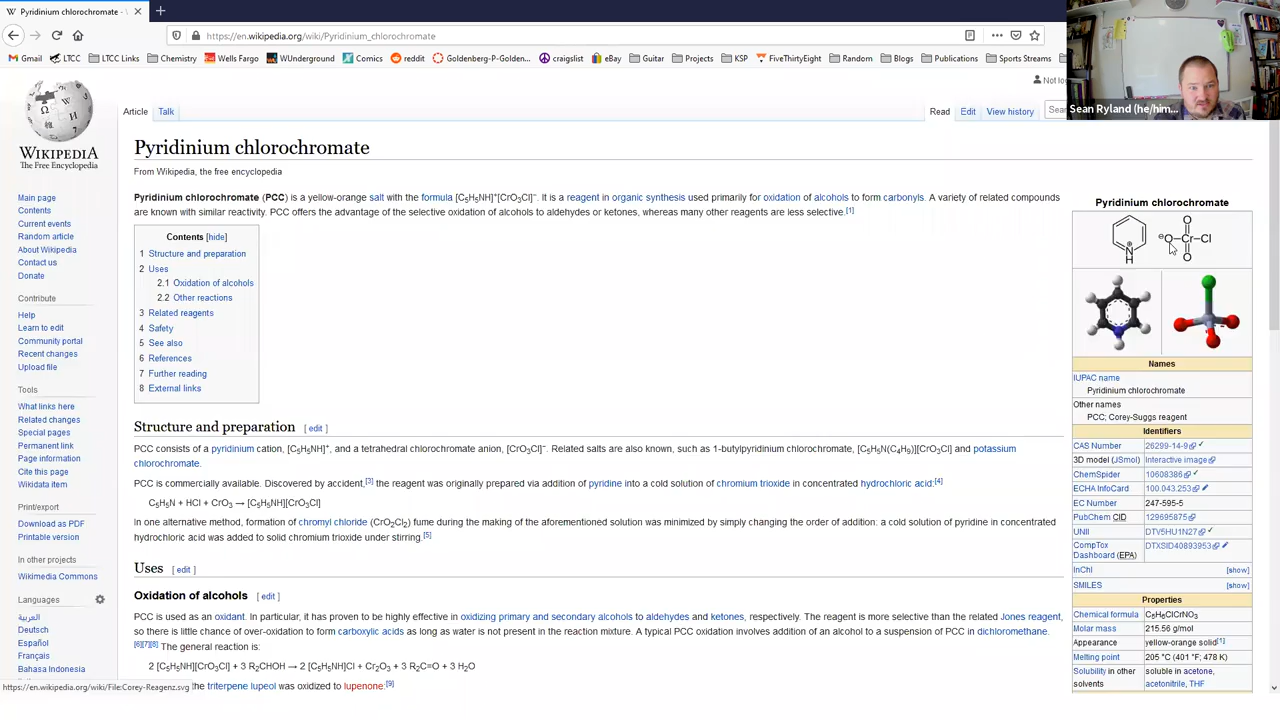 Pyridinium chlorochromate -
https://en.wikipedia.org/wiki/Pyridinium_chlorochromate
Gmail LTCC LTCC Links Chemistry Wells Fargo WUnderground Comics reddit Goldenberg-P-Golden... craigslist eBay Guitar Projects KSP FiveThirtyEight Random Blogs Publications Sports Streams
Sean Ryland (he/him...
WIKIPEDIA
The Free Encyclopedia
Main page
Contents
Current events
Random article
About Wikipedia
Contact us
Donate
Contribute
Help
Learn to edit
Community portal
Recent changes
Upload file
Tools
What links here
Related changes
Special pages
Permanent link
Page information
Cite this page
Wikidata item
Print/export
Download as PDF
Printable version
In other projects
Wikimedia Commons
Languages
العربية
Deutsch
Español
Français
Bahasa Indonesia
Not lo
Article Talk Read Edit View history Sear
Pyridinium chlorochromate
From Wikipedia, the free encyclopedia
Pyridinium chlorochromate (PCC) is a yellow-orange salt with the formula [C₅H₅NH]⁺[CrO₃Cl]⁻. It is a reagent in organic synthesis used primarily for oxidation of alcohols to form carbonyls. A variety of related compounds
are known with similar reactivity. PCC offers the advantage of the selective oxidation of alcohols to aldehydes or ketones, whereas many other reagents are less selective.[1]
Contents [hide]
1 Structure and preparation
2 Uses
2.1 Oxidation of alcohols
2.2 Other reactions
3 Related reagents
4 Safety
5 See also
6 References
7 Further reading
8 External links
Structure and preparation [ edit ]
PCC consists of a pyridinium cation, [C₅H₅NH]⁺, and a tetrahedral chlorochromate anion, [CrO₃Cl]⁻. Related salts are also known, such as 1-butylpyridinium chlorochromate, [C₅H₅N(C₄H₉)][CrO₃Cl] and potassium
chlorochromate.
PCC is commercially available. Discovered by accident,[3] the reagent was originally prepared via addition of pyridine into a cold solution of chromium trioxide in concentrated hydrochloric acid:[4]
C₅H₅N + HCl + CrO₃ → [C₅H₅NH][CrO₃Cl]
In one alternative method, formation of chromyl chloride (CrO₂Cl₂) fume during the making of the aforementioned solution was minimized by simply changing the order of addition: a cold solution of pyridine in concentrated
hydrochloric acid was added to solid chromium trioxide under stirring.[5]
Uses [ edit ]
Oxidation of alcohols [ edit ]
PCC is used as an oxidant. In particular, it has proven to be highly effective in oxidizing primary and secondary alcohols to aldehydes and ketones, respectively. The reagent is more selective than the related Jones reagent,
so there is little chance of over-oxidation to form carboxylic acids as long as water is not present in the reaction mixture. A typical PCC oxidation involves addition of an alcohol to a suspension of PCC in dichloromethane.
[6][7][8] The general reaction is:
2 [C₅H₅NH][CrO₃Cl] + 3 R₂CHOH → 2 [C₅H₅NH]Cl + Cr₂O₃ + 3 R₂C=O + 3 H₂O
the triterpene lupeol was oxidized to lupenone:[9]
https://en.wikipedia.org/wiki/File:Corey-Reagenz.svg
Pyridinium chlorochromate
N H
O
⊖O Cr Cl
O
Names
IUPAC name
Pyridinium chlorochromate
Other names
PCC; Corey-Suggs reagent
Identifiers
CAS Number 26299-14-9
3D model (JSmol) Interactive image
ChemSpider 10608386
ECHA InfoCard 100.043.253
EC Number 247-595-5
PubChem CID 129695875
UNII DTV5HU1N27
CompTox Dashboard (EPA) DTXSID40893953
InChI [show]
SMILES [show]
Properties
Chemical formula C₅H₆ClCrNO₃
Molar mass 215.56 g/mol
Appearance yellow-orange solid[1]
Melting point 205 °C (401 °F; 478 K)
Solubility in other solvents soluble in acetone, acetonitrile, THF